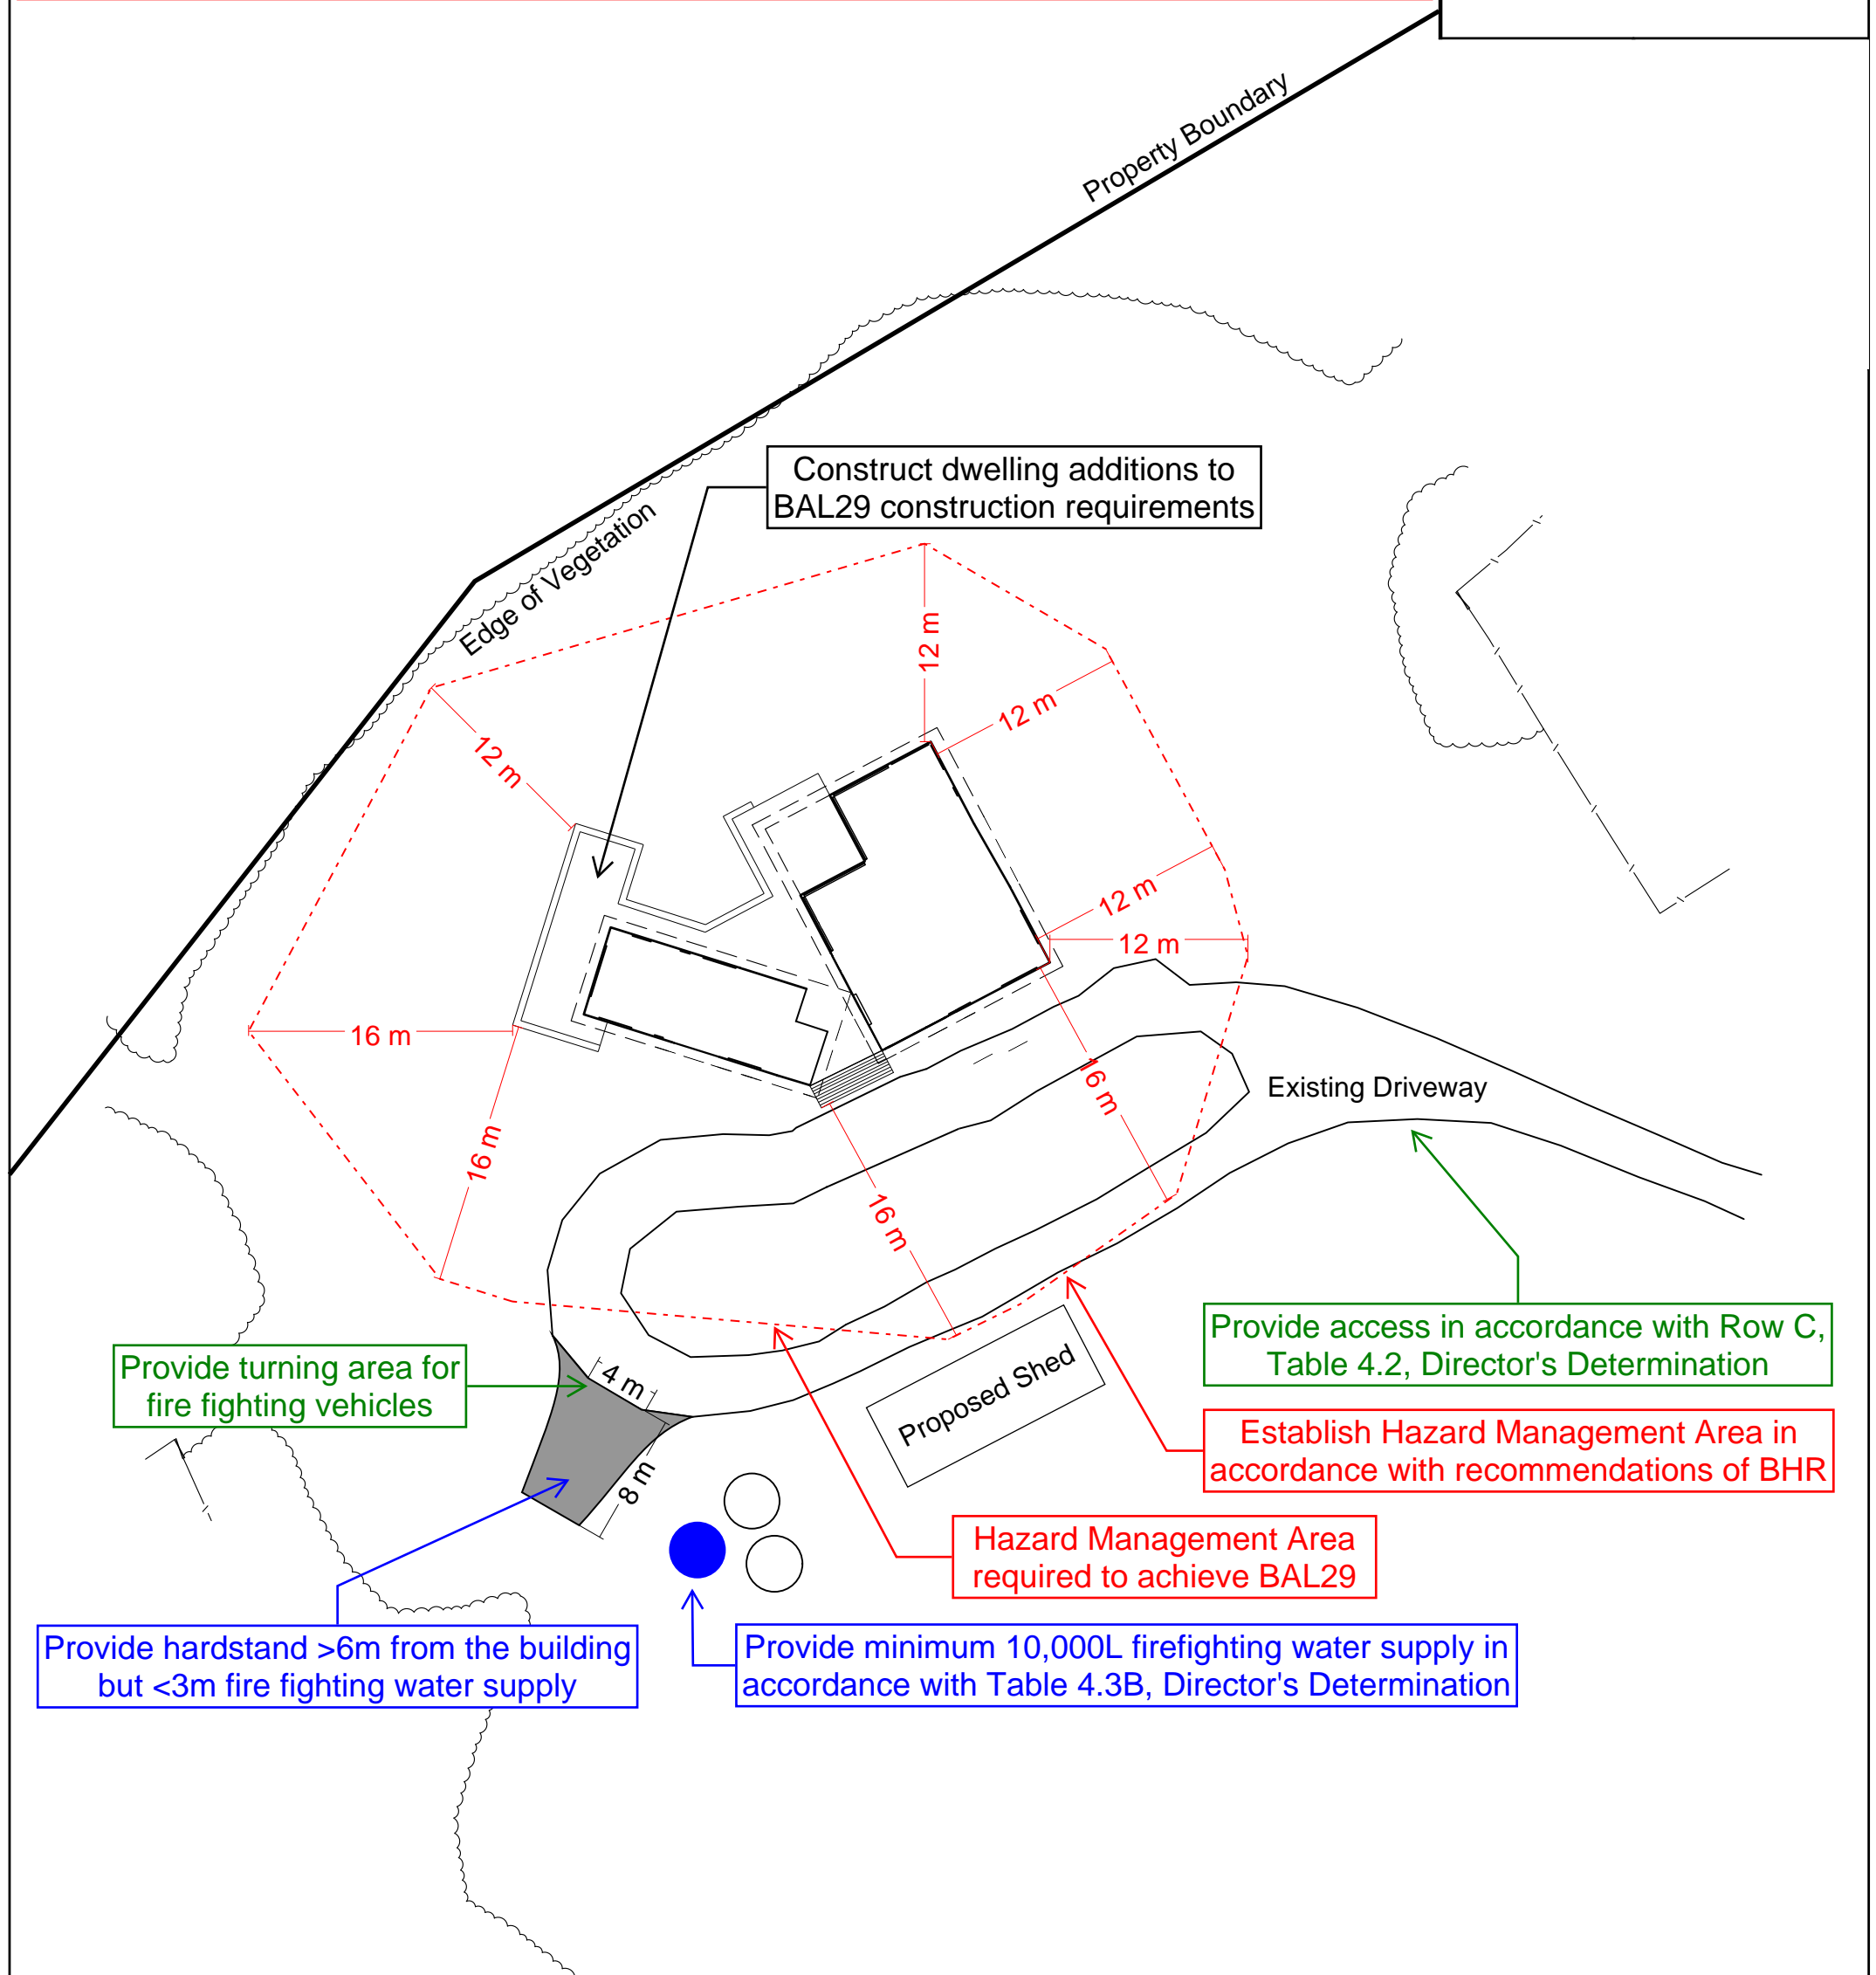 Property Boundary
Construct dwelling additions to
BAL29 construction requirements
Edge of Vegetation
12 m
12 m
12 m
12 m
12 m
16 m
16 m
16 m
16 m
Existing Driveway
Provide access in accordance with Row C,
Table 4.2, Director's Determination
Provide turning area for
fire fighting vehicles
4 m
Proposed Shed
Establish Hazard Management Area in
accordance with recommendations of BHR
8 m
Hazard Management Area
required to achieve BAL29
Provide hardstand >6m from the building
but <3m fire fighting water supply
Provide minimum 10,000L firefighting water supply in
accordance with Table 4.3B, Director's Determination